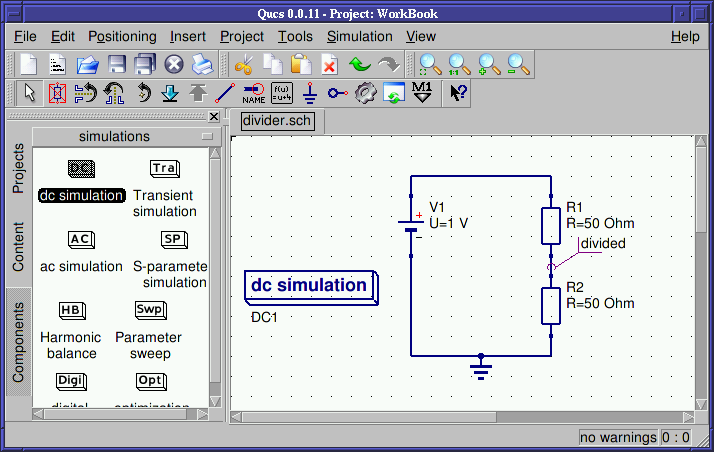 Qucs 0.0.11 - Project: WorkBook
File Edit Positioning Insert Project Tools Simulation View Help
1:1
NAME
f(ω)
M1
divider.sch
simulations
Projects
Content
Components
DC
dc simulation
Tra
Transient
simulation
AC
ac simulation
SP
S-paramete
simulation
HB
Harmonic
balance
Swp
Parameter
sweep
Digi
digital
Opt
optimization
V1
U=1 V
R1
R=50 Ohm
divided
R2
R=50 Ohm
dc simulation
DC1
no warnings 0 : 0